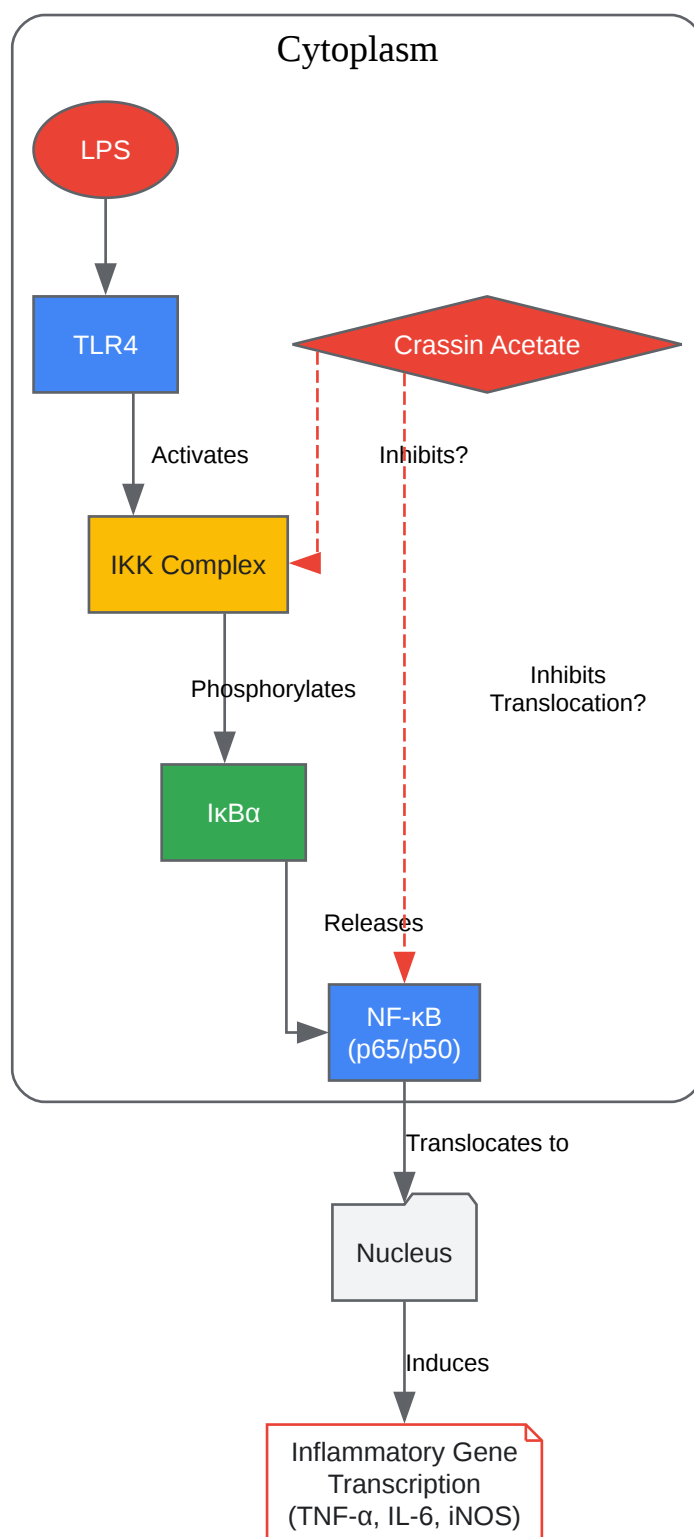 Cytoplasm
LPS
TLR4
Crassin Acetate
Activates
Inhibits?
IKK Complex
Inhibits
Translocation?
Phosphorylates
IκBα
Releases
NF-κB
(p65/p50)
Translocates to
Nucleus
Induces
Inflammatory Gene
Transcription
(TNF-α, IL-6, iNOS)